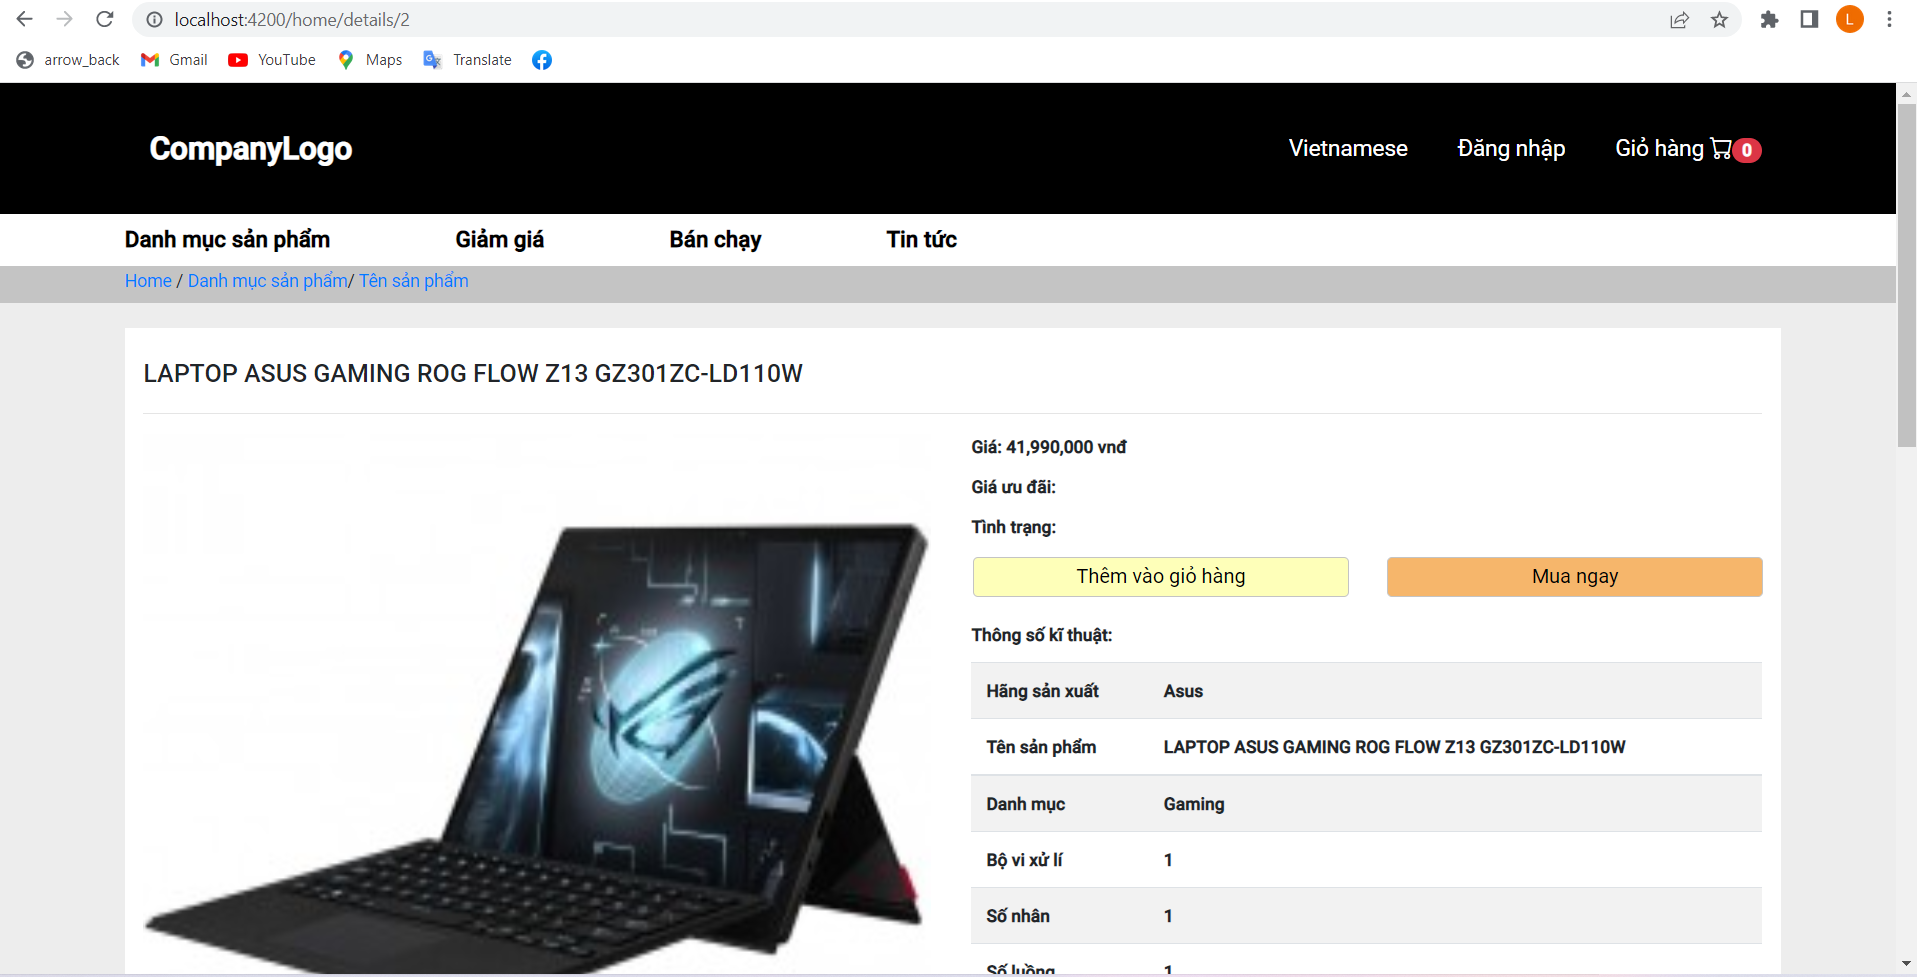 localhost:4200/home/details/2
L
arrow_back
Gmail
YouTube
Maps
Translate
CompanyLogo
Vietnamese
Đăng nhập
Giỏ hàng 0
Danh mục sản phẩm
Giảm giá
Bán chạy
Tin tức
Home / Danh mục sản phẩm/ Tên sản phẩm
LAPTOP ASUS GAMING ROG FLOW Z13 GZ301ZC-LD110W
Giá: 41,990,000 vnđ
Giá ưu đãi:
Tình trạng:
Thêm vào giỏ hàng
Mua ngay
Thông số kĩ thuật:
Hãng sản xuất Asus
Tên sản phẩm LAPTOP ASUS GAMING ROG FLOW Z13 GZ301ZC-LD110W
Danh mục Gaming
Bộ vi xử lí 1
Số nhân 1
Số luồng 1